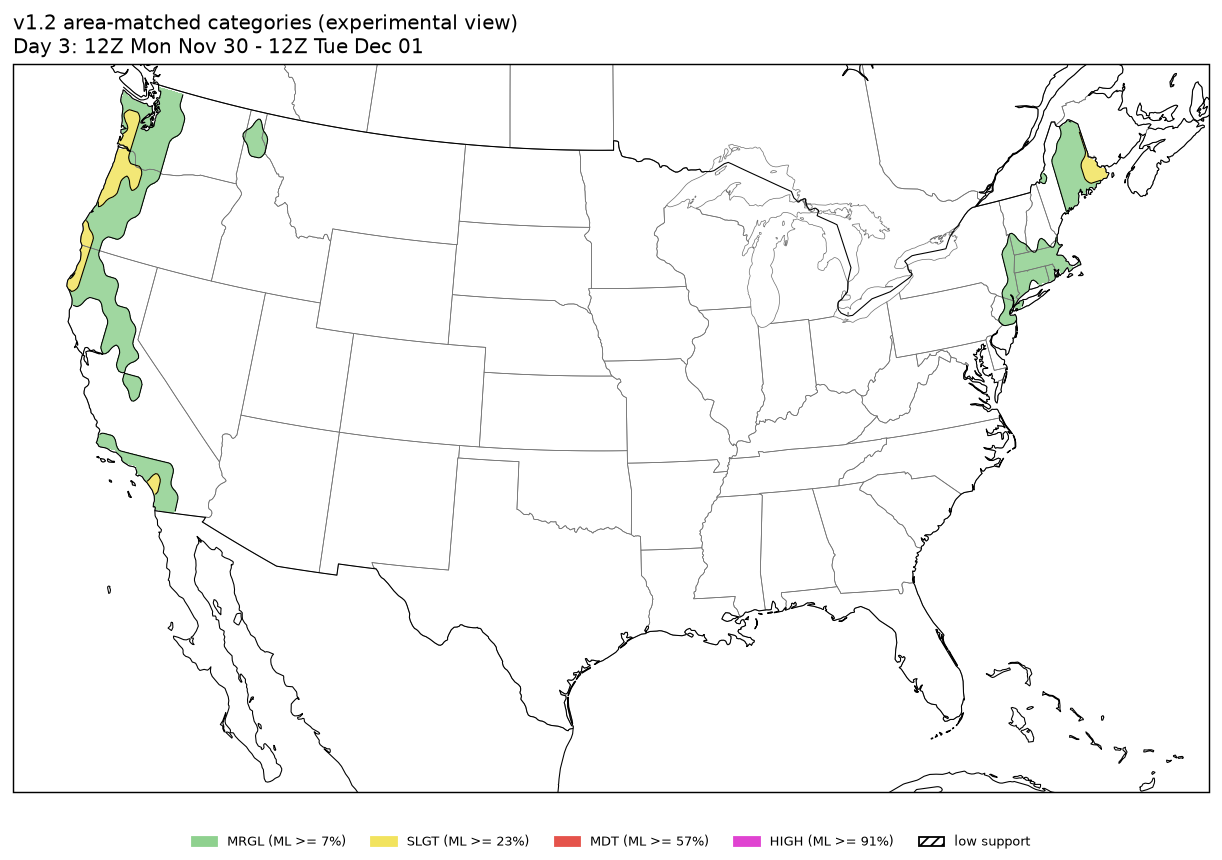 v1.2 area-matched categories (experimental view)
Day 3: 12Z Mon Nov 30 - 12Z Tue Dec 01
MRGL (ML >= 7%) SLGT (ML >= 23%) MDT (ML >= 57%) HIGH (ML >= 91%) low support